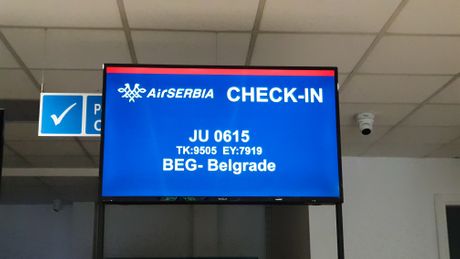 AirSERBIA CHECK-IN
JU 0615
TK:9505 EY:7919
BEG- Belgrade